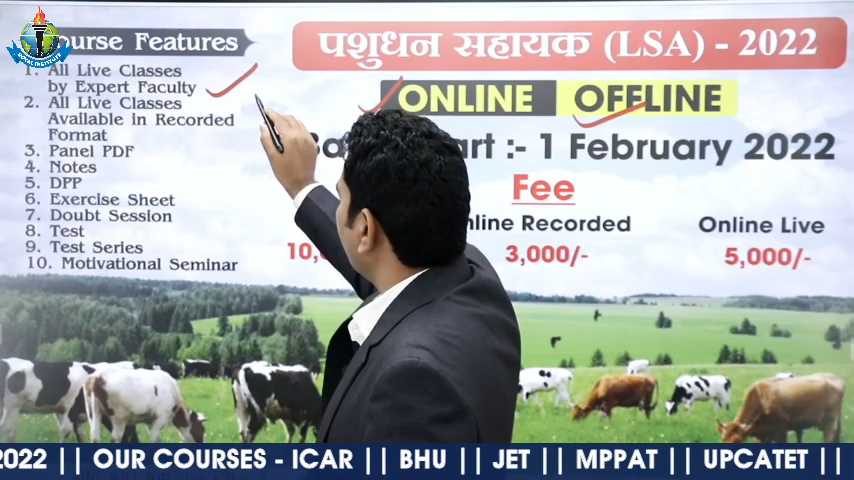 Course Features
1. All Live Classes
by Expert Faculty
2. All Live Classes
Available in Recorded
Format
3. Panel PDF
4. Notes
5. DPP
6. Exercise Sheet
7. Doubt Session
8. Test
9. Test Series
10. Motivational Seminar
पशुधन सहायक (LSA) - 2022
ONLINE OFFLINE
:- 1 February 2022
Fee
Online Recorded
3,000/-
Online Live
5,000/-
2022 || OUR COURSES - ICAR || BHU || JET || MPPAT || UPCATET ||